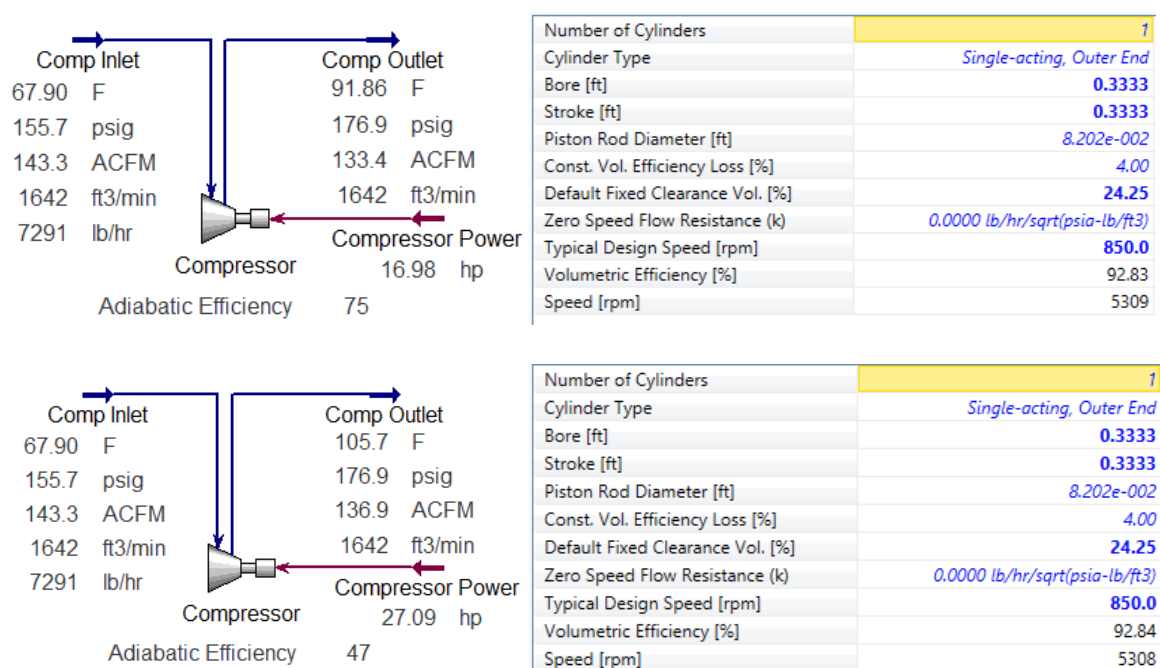 Comp Inlet
67.90 F
155.7 psig
143.3 ACFM
1642 ft3/min
7291 lb/hr
Comp Outlet
91.86 F
176.9 psig
133.4 ACFM
1642 ft3/min
Compressor Power
16.98 hp
Compressor
Adiabatic Efficiency 75
Number of Cylinders 1
Cylinder Type Single-acting, Outer End
Bore [ft] 0.3333
Stroke [ft] 0.3333
Piston Rod Diameter [ft] 8.202e-002
Const. Vol. Efficiency Loss [%] 4.00
Default Fixed Clearance Vol. [%] 24.25
Zero Speed Flow Resistance (k) 0.0000 lb/hr/sqrt(psia-lb/ft3)
Typical Design Speed [rpm] 850.0
Volumetric Efficiency [%] 92.83
Speed [rpm] 5309
Comp Inlet
67.90 F
155.7 psig
143.3 ACFM
1642 ft3/min
7291 lb/hr
Comp Outlet
105.7 F
176.9 psig
136.9 ACFM
1642 ft3/min
Compressor Power
27.09 hp
Compressor
Adiabatic Efficiency 47
Number of Cylinders 1
Cylinder Type Single-acting, Outer End
Bore [ft] 0.3333
Stroke [ft] 0.3333
Piston Rod Diameter [ft] 8.202e-002
Const. Vol. Efficiency Loss [%] 4.00
Default Fixed Clearance Vol. [%] 24.25
Zero Speed Flow Resistance (k) 0.0000 lb/hr/sqrt(psia-lb/ft3)
Typical Design Speed [rpm] 850.0
Volumetric Efficiency [%] 92.84
Speed [rpm] 5308